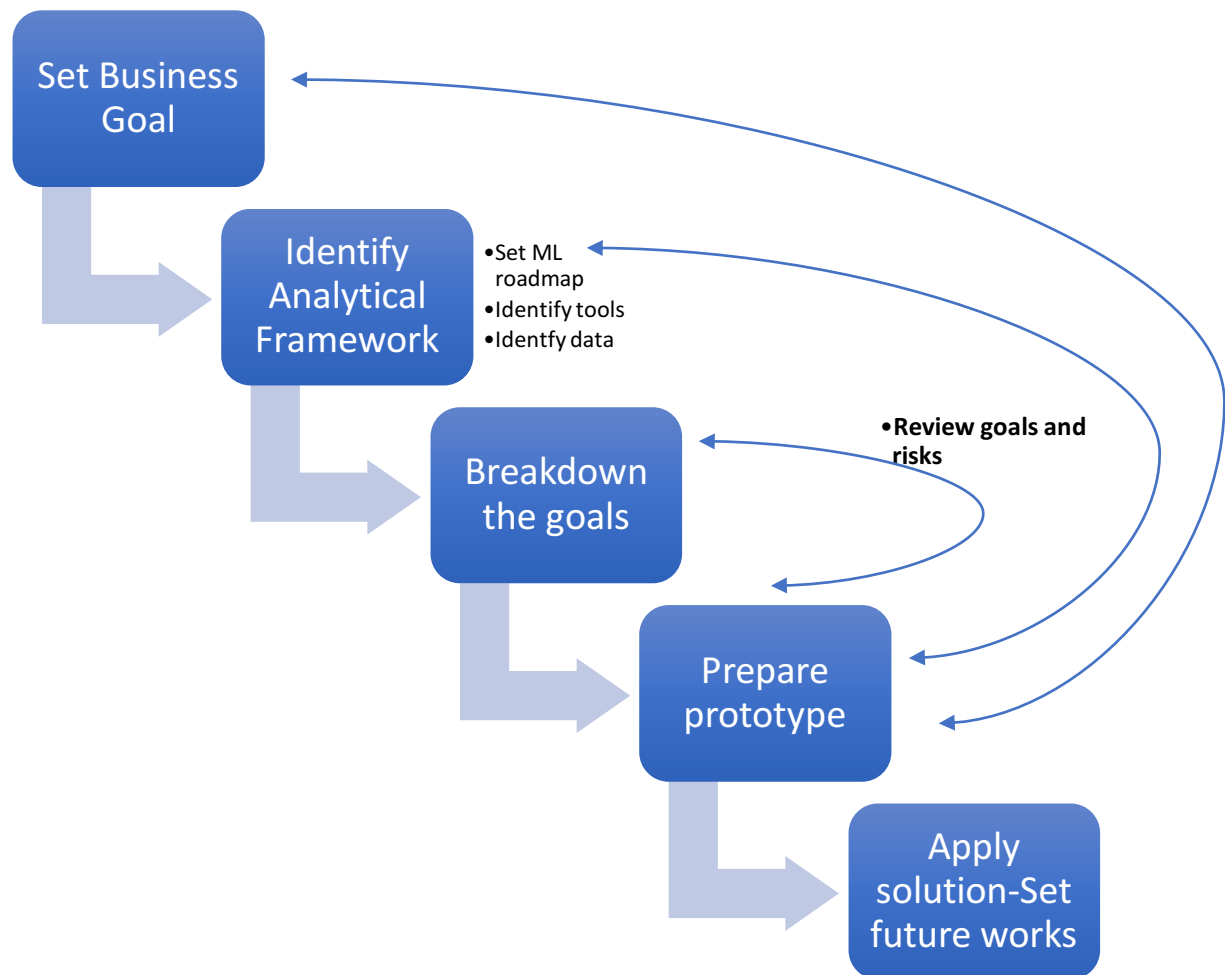 Set Business
Goal
Identify
Analytical
Framework
•Set ML
roadmap
•Identify tools
•Identfy data
Breakdown
the goals
•Review goals and
risks
Prepare
prototype
Apply
solution-Set
future works